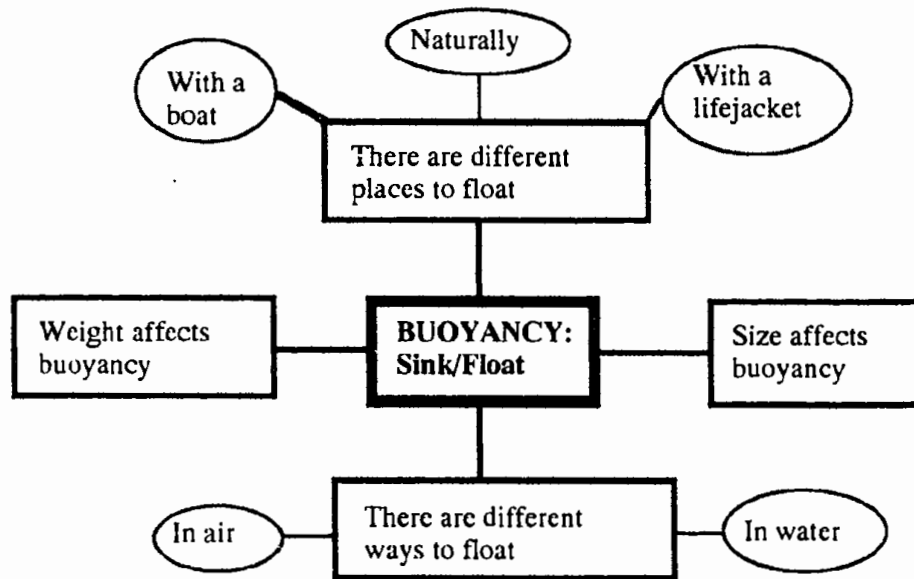 Naturally
With a
boat
With a
lifejacket
There are different
places to float
Weight affects
buoyancy
BUOYANCY:
Sink/Float
Size affects
buoyancy
In air
There are different
ways to float
In water